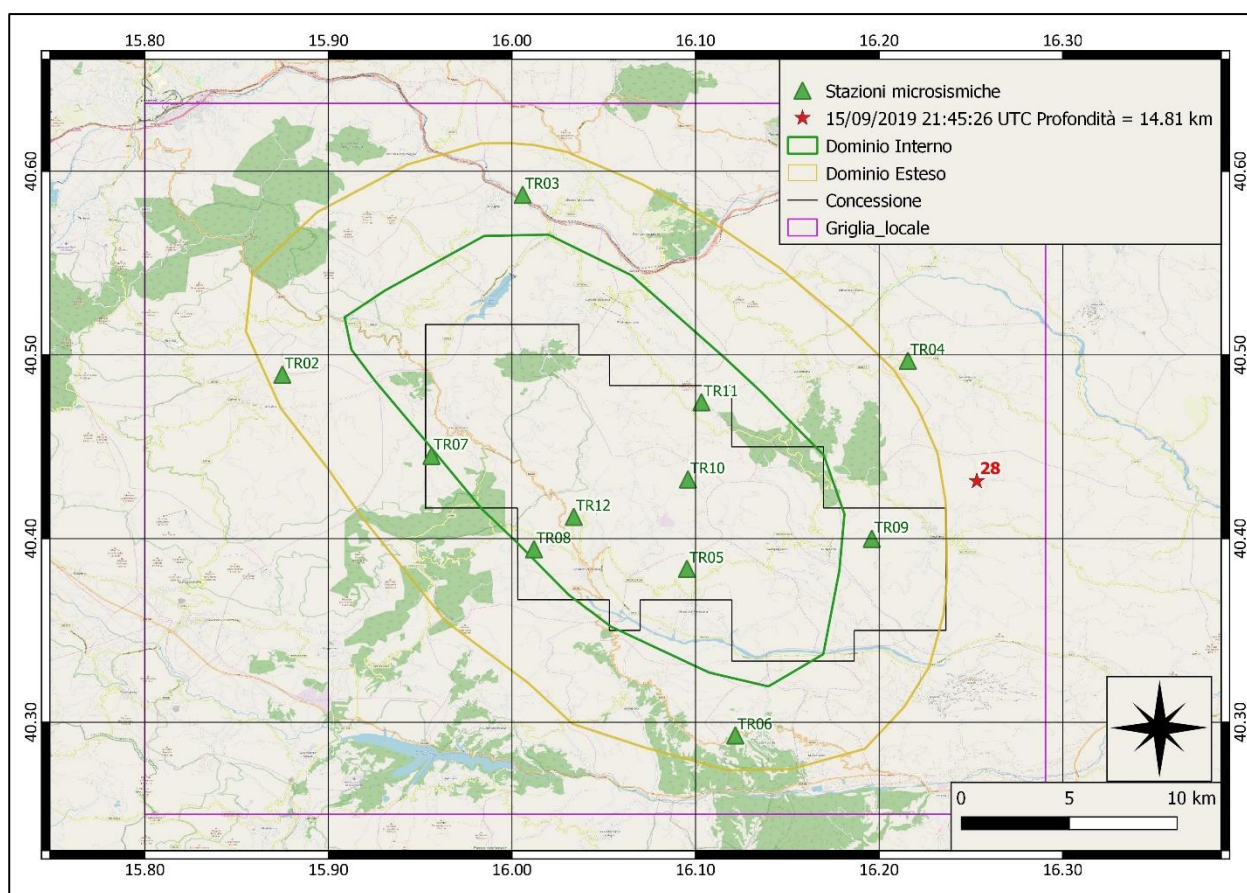 15.80 15.90 16.00 16.10 16.20 16.30
Stazioni microsismiche
15/09/2019 21:45:26 UTC Profondità = 14.81 km
Dominio Interno
Dominio Esteso
Concessione
Griglia_locale
40.60 40.60
TR03
40.50 40.50
TR02 TR04
TR11
TR07
28
TR10
TR12
40.40 40.40
TR08 TR09
TR05
40.30 40.30
TR06
0 5 10 km
15.80 15.90 16.00 16.10 16.20 16.30